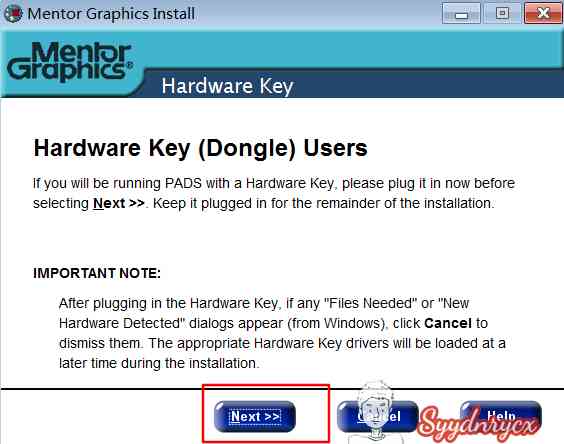 Mentor Graphics Install
Mentor
Graphics®
Hardware Key
Hardware Key (Dongle) Users
If you will be running PADS with a Hardware Key, please plug it in now before
selecting Next >>. Keep it plugged in for the remainder of the installation.
IMPORTANT NOTE:
After plugging in the Hardware Key, if any "Files Needed" or "New
Hardware Detected" dialogs appear (from Windows), click Cancel to
dismiss them. The appropriate Hardware Key drivers will be loaded at a
later time during the installation.
Next >> Cancel Help
Syydnrycx